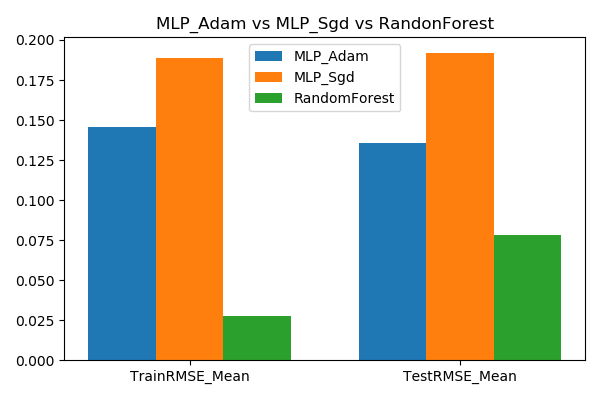 MLP_Adam vs MLP_Sgd vs RandonForest
0.200
0.175
0.150
0.125
0.100
0.075
0.050
0.025
0.000
MLP_Adam
MLP_Sgd
RandomForest
TrainRMSE_Mean
TestRMSE_Mean